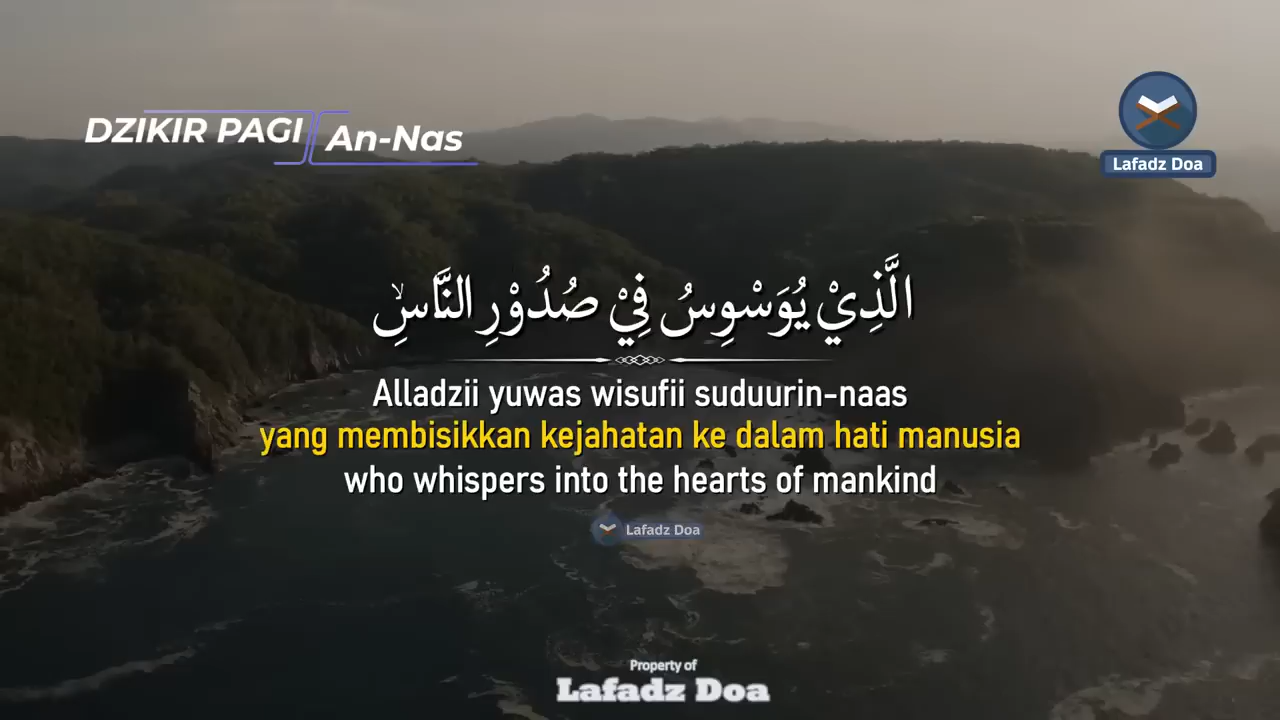 DZIKIR PAGI
An-Nas
Lafadz Doa
الَّذِيْ يُوَسْوِسُ فِيْ صُدُوْرِ النَّاسِۙ
Alladzii yuwas wisufii suduurin-naas
yang membisikkan kejahatan ke dalam hati manusia
who whispers into the hearts of mankind
Lafadz Doa
Property of
Lafadz Doa